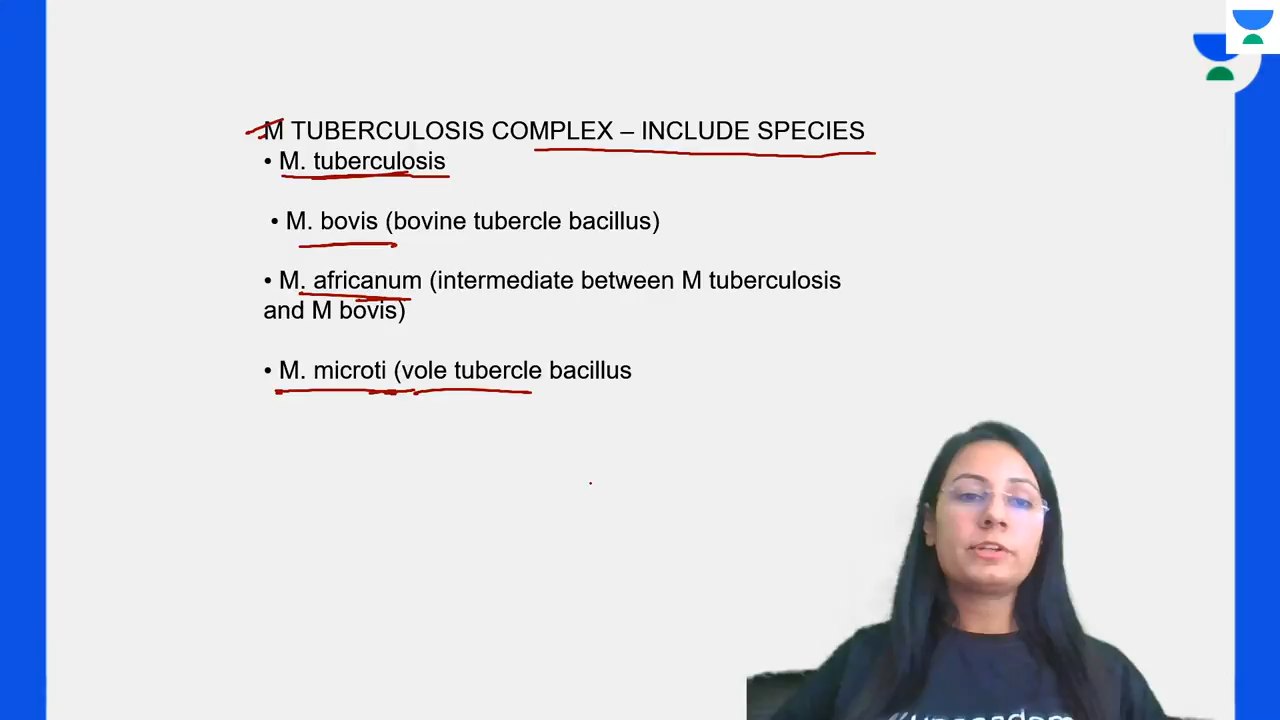 M TUBERCULOSIS COMPLEX – INCLUDE SPECIES
• M. tuberculosis
• M. bovis (bovine tubercle bacillus)
• M. africanum (intermediate between M tuberculosis
and M bovis)
• M. microti (vole tubercle bacillus